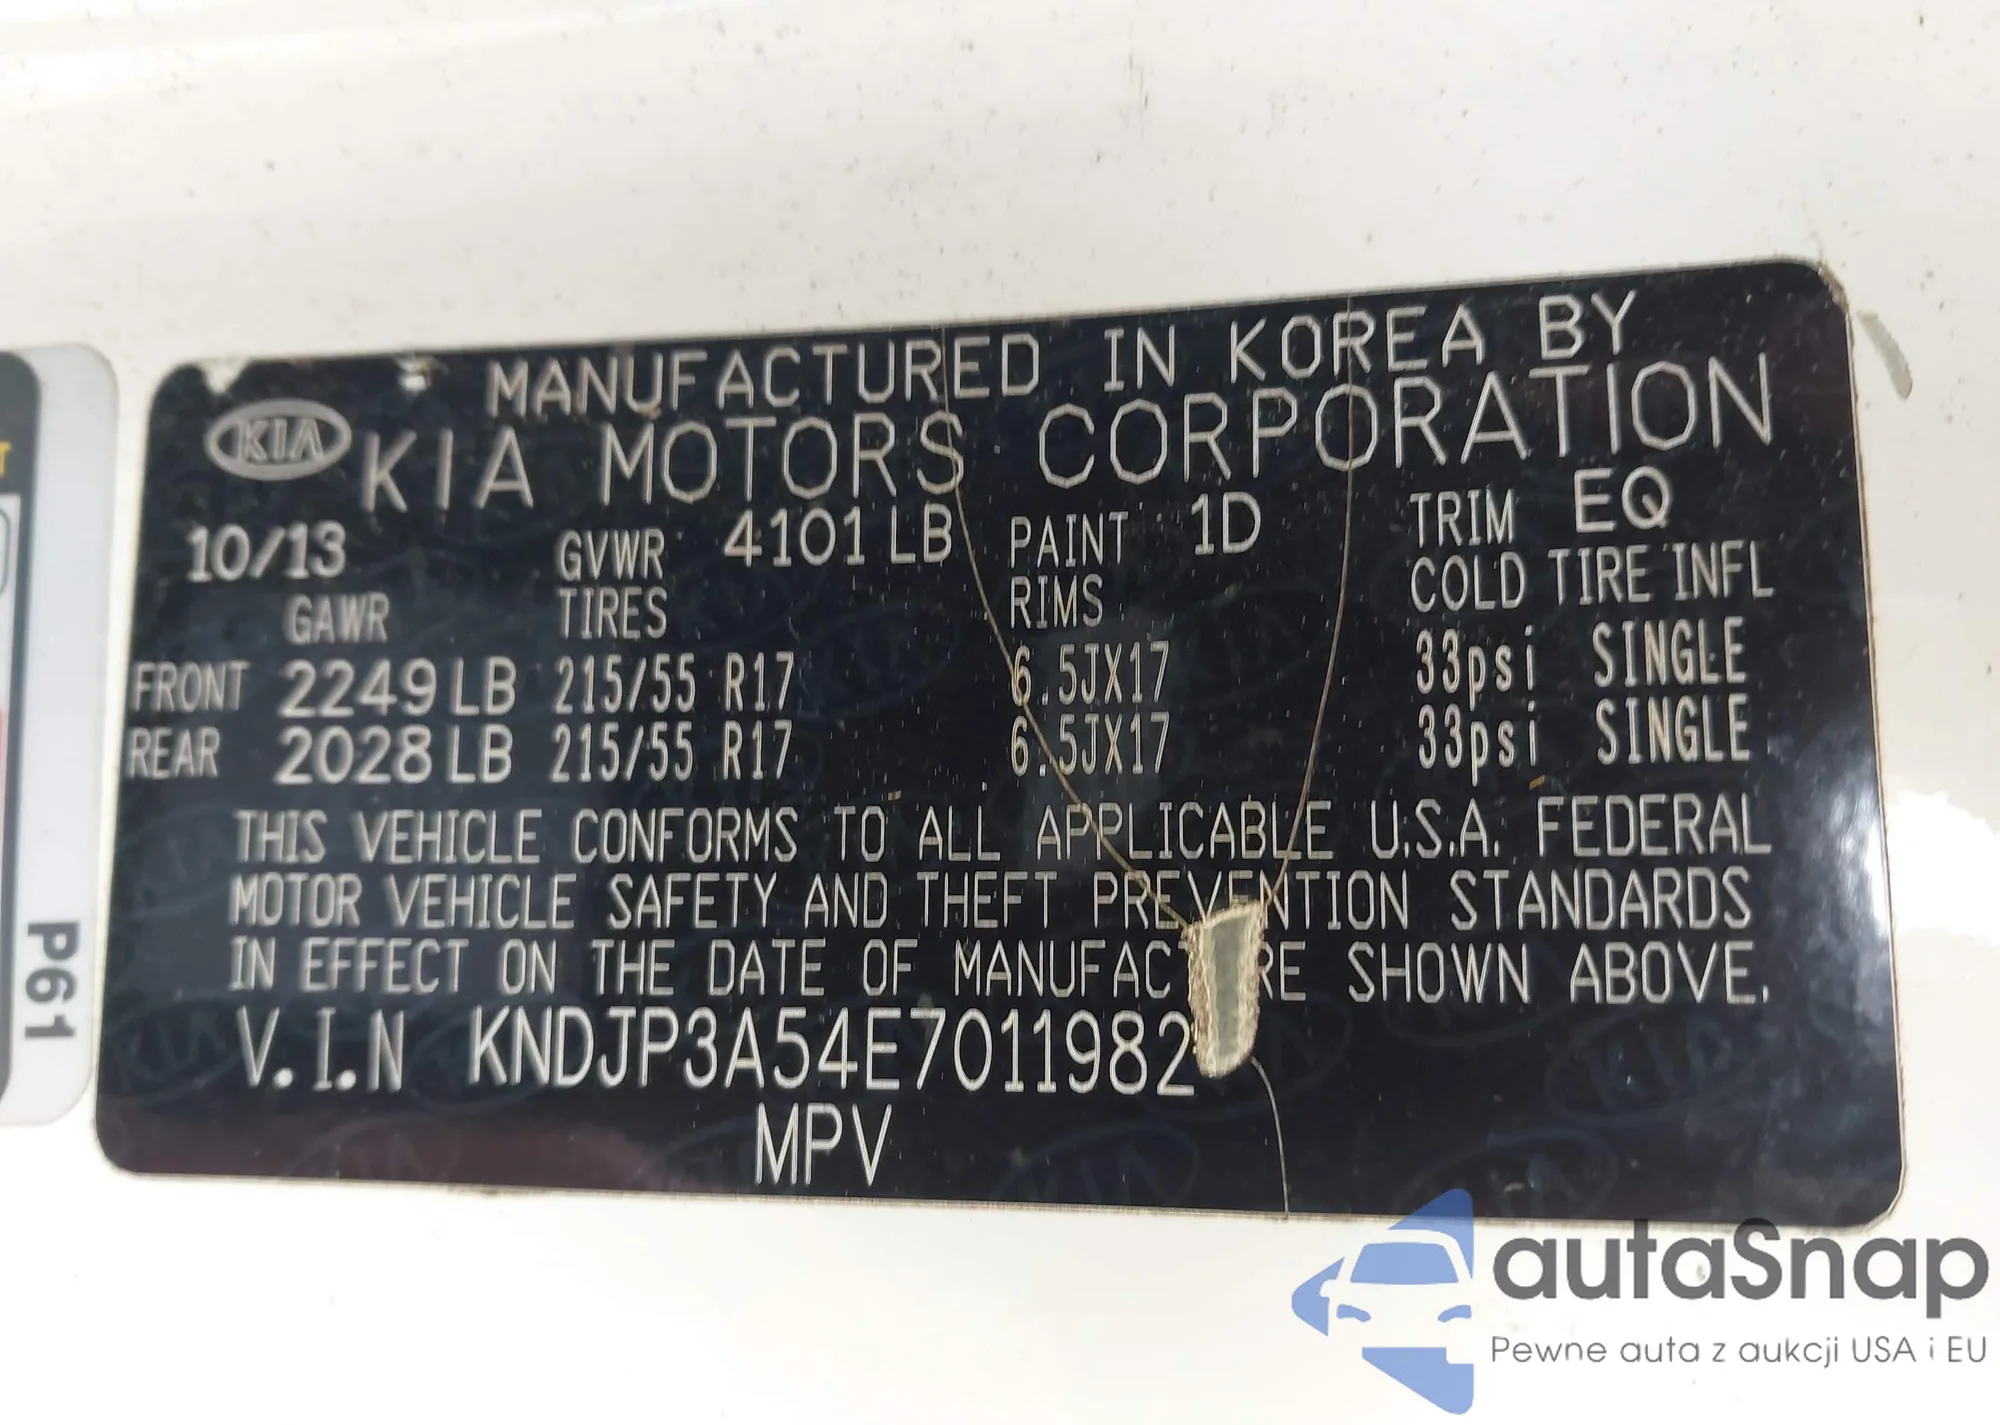 MANUFACTURED IN KOREA BY
KIA KIA MOTORS CORPORATION
10/13 GVWR 4101 LB PAINT 1D TRIM EQ
GAWR TIRES RIMS COLD TIRE INFL
FRONT 2249 LB 215/55 R17 6.5JX17 33psi SINGLE
REAR 2028 LB 215/55 R17 6.5JX17 33psi SINGLE
THIS VEHICLE CONFORMS TO ALL APPLICABLE U.S.A. FEDERAL
MOTOR VEHICLE SAFETY AND THEFT PREVENTION STANDARDS
IN EFFECT ON THE DATE OF MANUFAC RE SHOWN ABOVE.
V.I.N KNDJP3A54E7011982
MPV
P61
autaSnap
Pewne auta z aukcji USA i EU